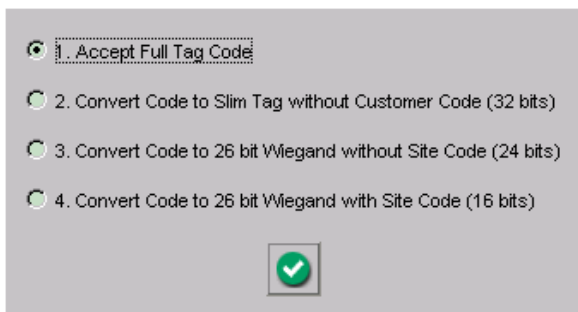 1. Accept Full Tag Code
2. Convert Code to Slim Tag without Customer Code (32 bits)
3. Convert Code to 26 bit Wiegand without Site Code (24 bits)
4. Convert Code to 26 bit Wiegand with Site Code (16 bits)